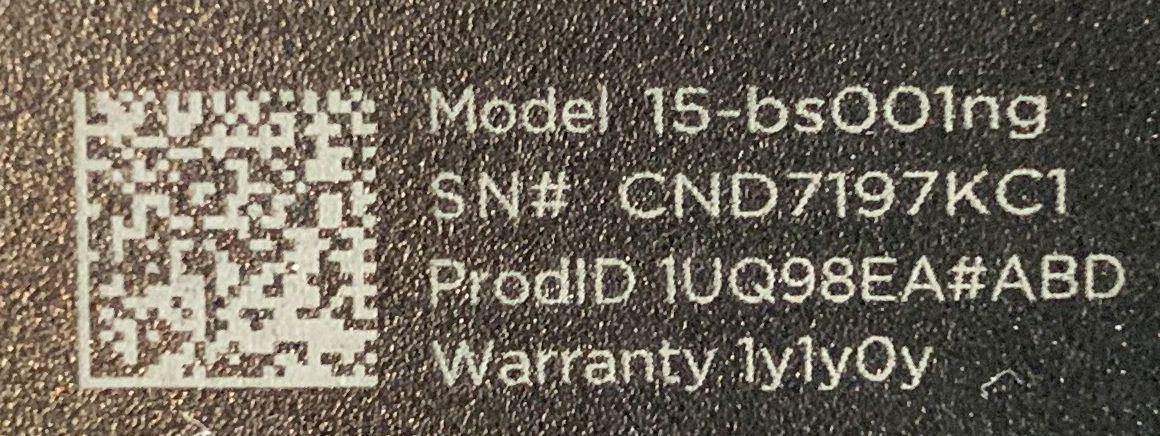 Model 15-bs001ng
SN# CND7197KC1
ProdID 1UQ98EA#ABD
Warranty 1y1y0y